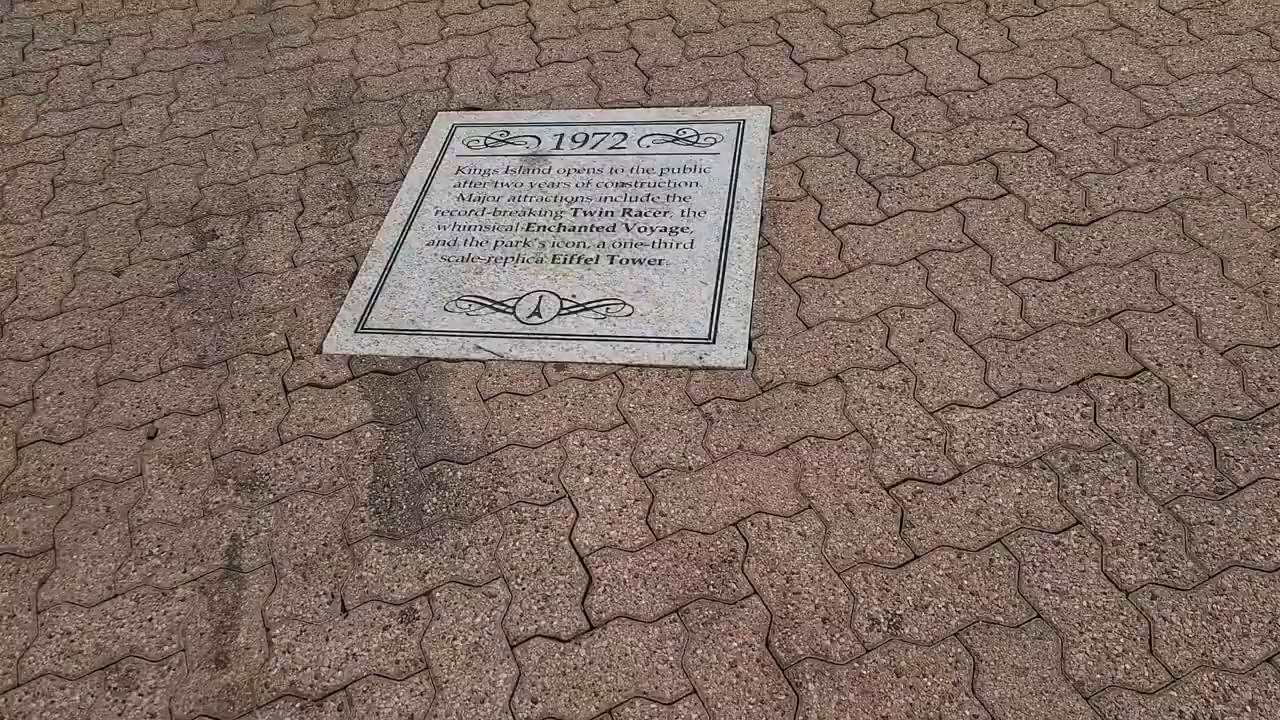 1972
Kings Island opens to the public
after two years of construction.
Major attractions include the
record-breaking Twin Racer, the
whimsical Enchanted Voyage,
and the park's icon, a one-third
scale-replica Eiffel Tower.